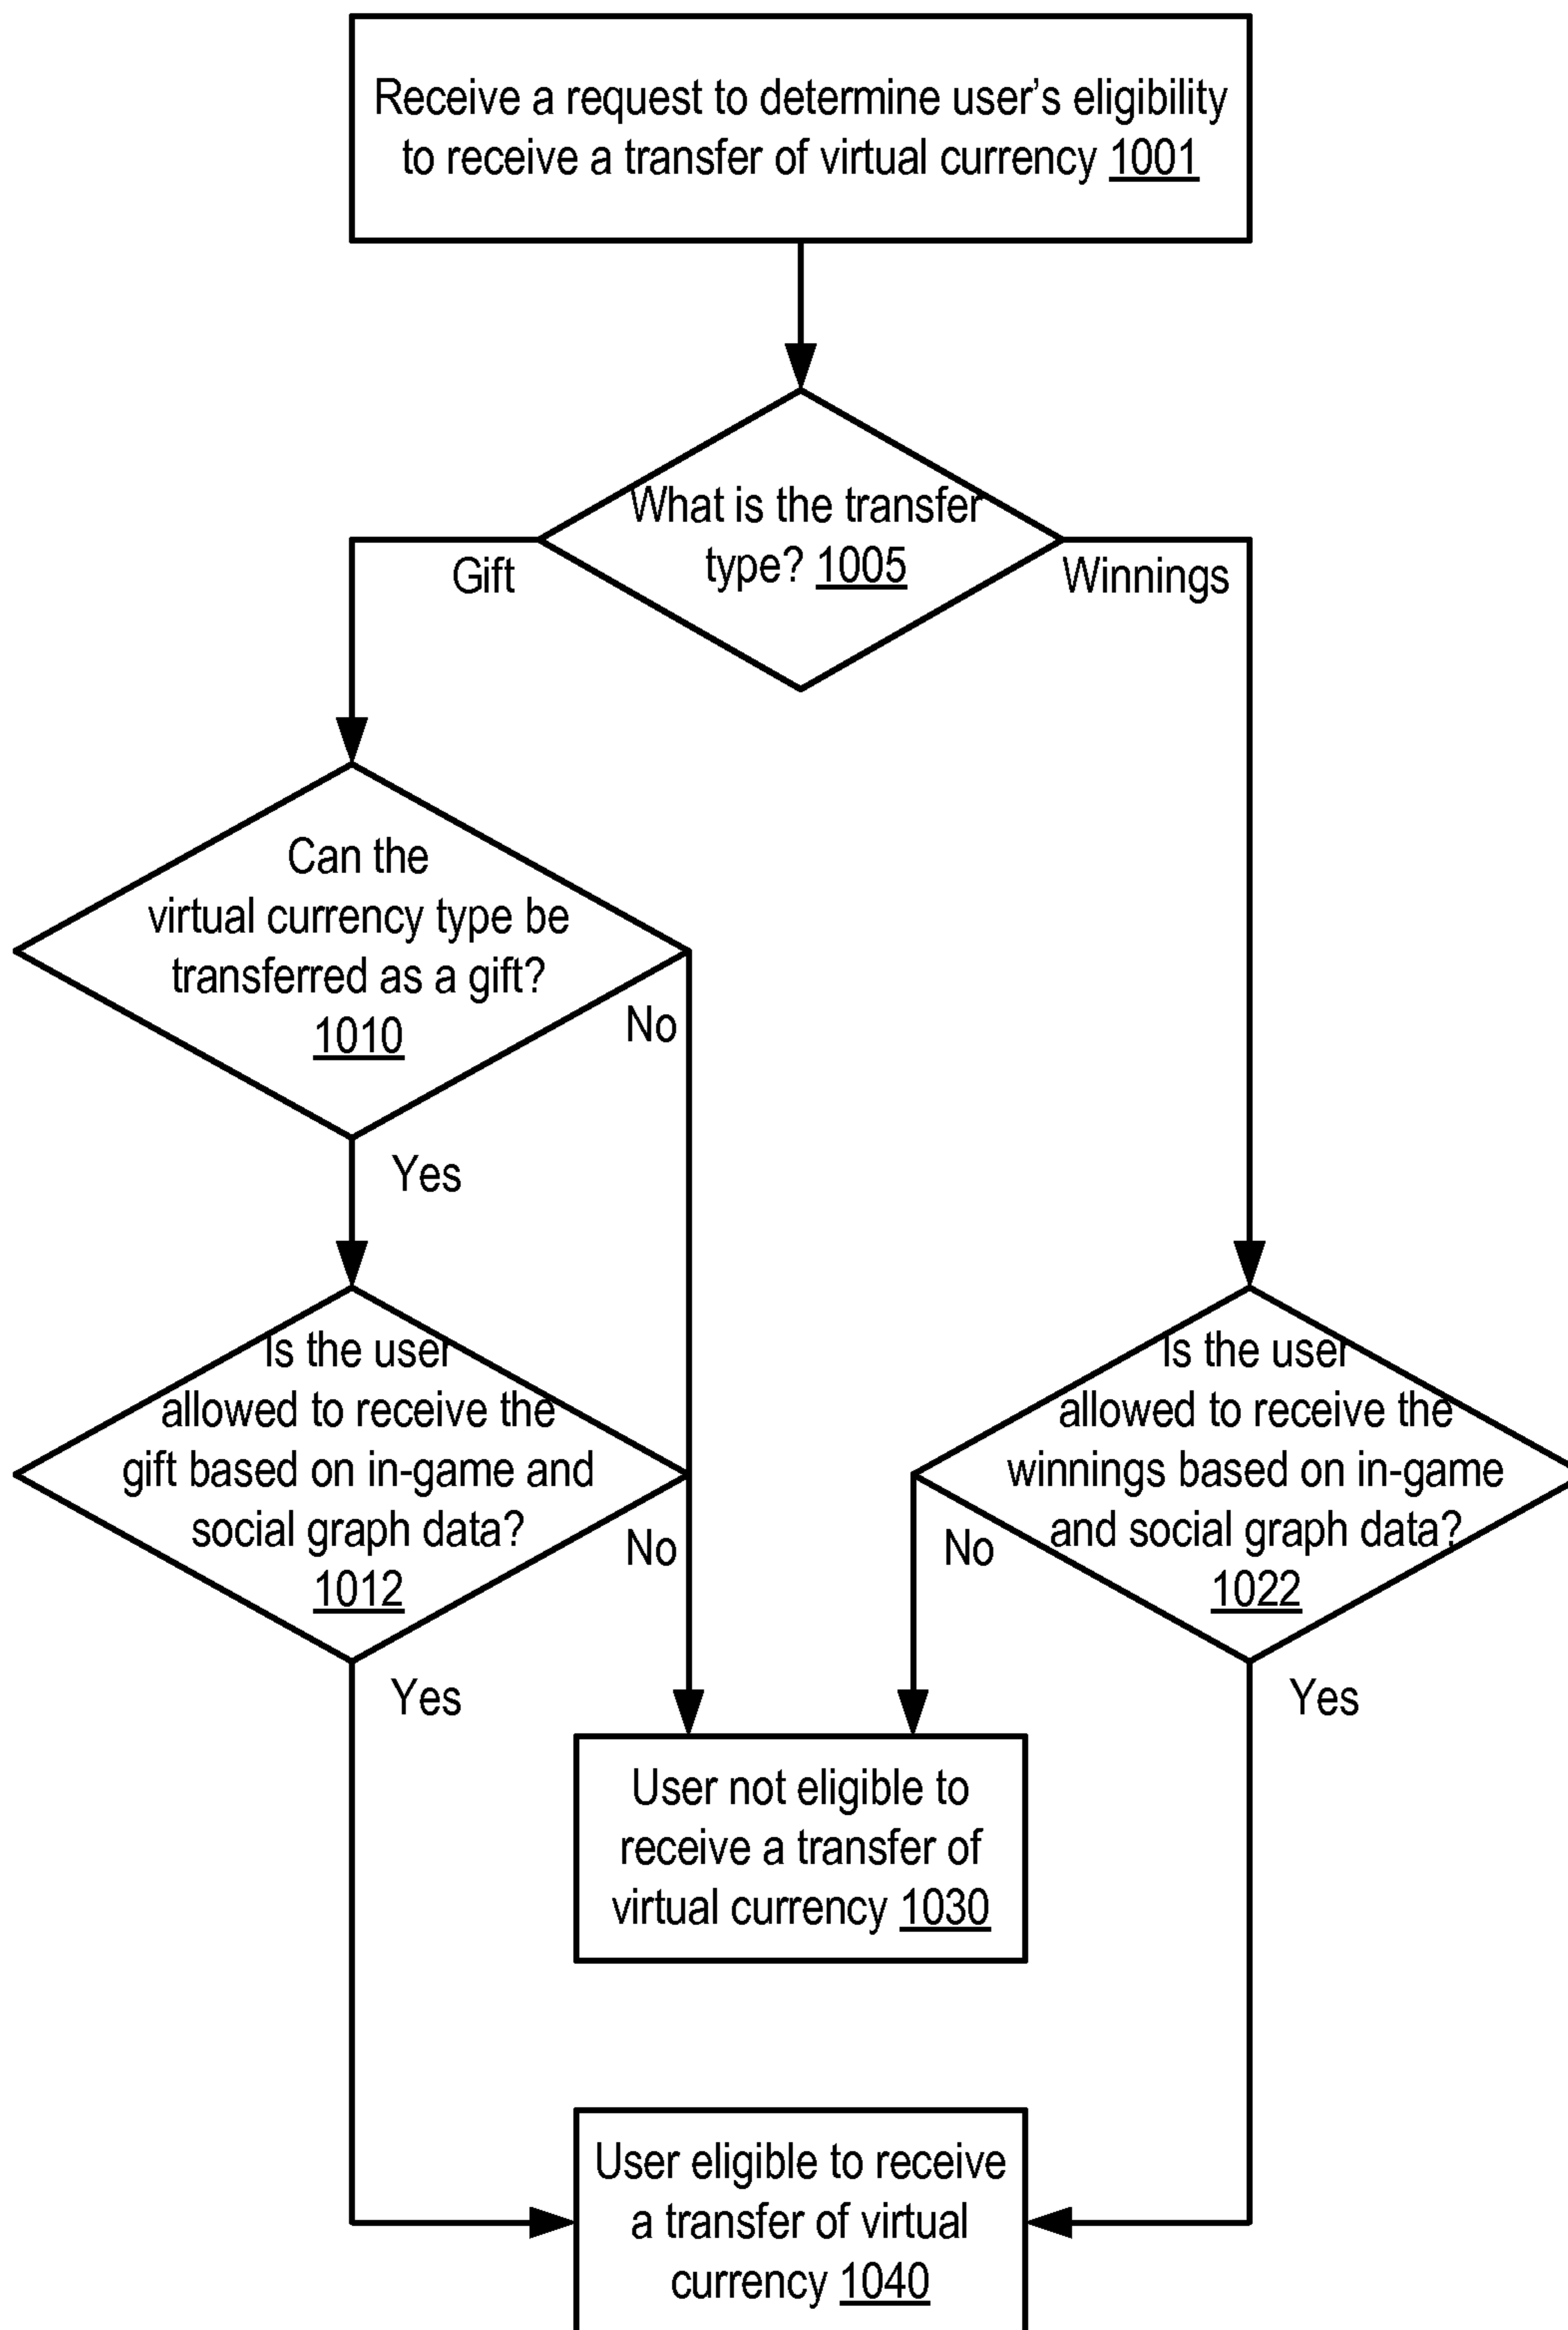 Receive a request to determine user's eligibility
to receive a transfer of virtual currency 1001
What is the transfer
type? 1005
Gift
Winnings
Can the
virtual currency type be
transferred as a gift?
1010
No
Yes
Is the user
allowed to receive the
gift based on in-game and
social graph data?
1012
No
Yes
Is the user
allowed to receive the
winnings based on in-game
and social graph data?
1022
No
Yes
User not eligible to
receive a transfer of
virtual currency 1030
User eligible to receive
a transfer of virtual
currency 1040